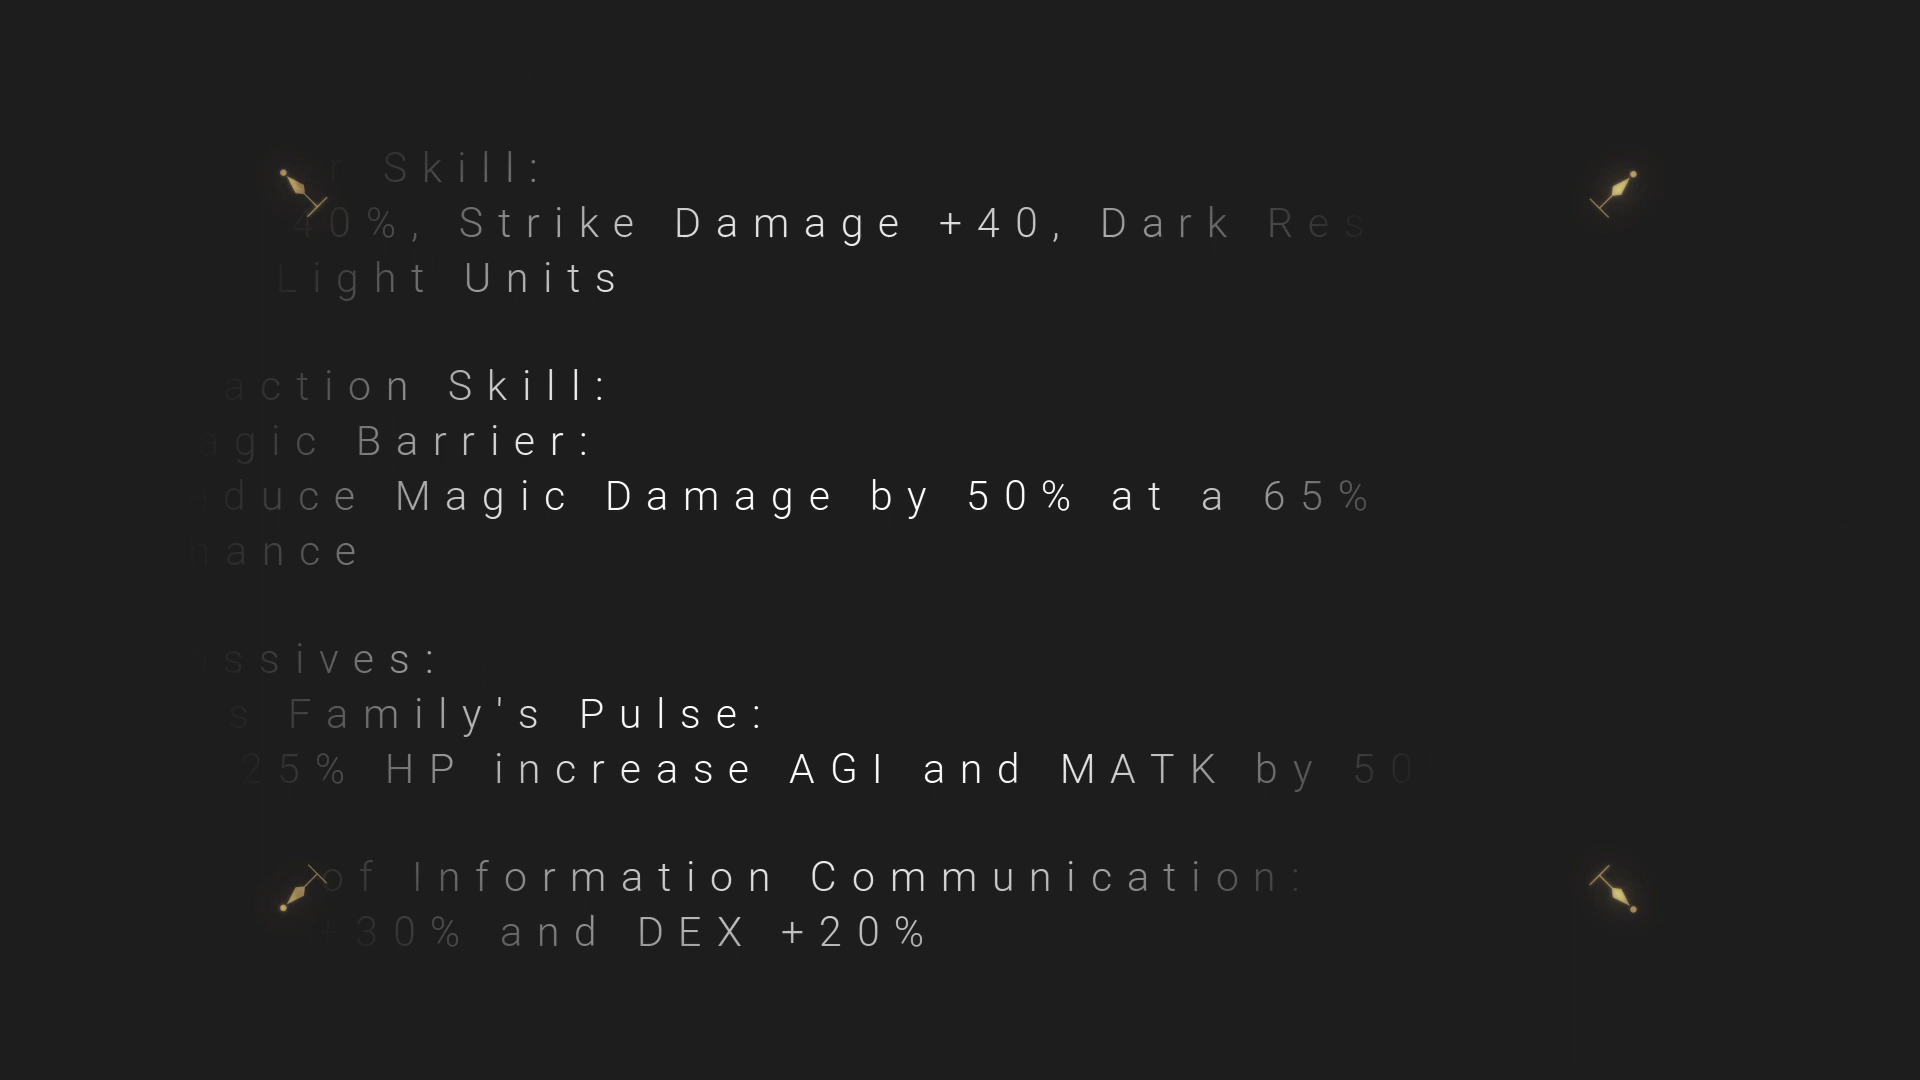 Skill:
40%, Strike Damage +40, Dark Res
Light Units
action Skill:
agic Barrier:
duce Magic Damage by 50% at a 65%
hance
ssives:
s Family's Pulse:
25% HP increase AGI and MATK by 50
of Information Communication:
+30% and DEX +20%